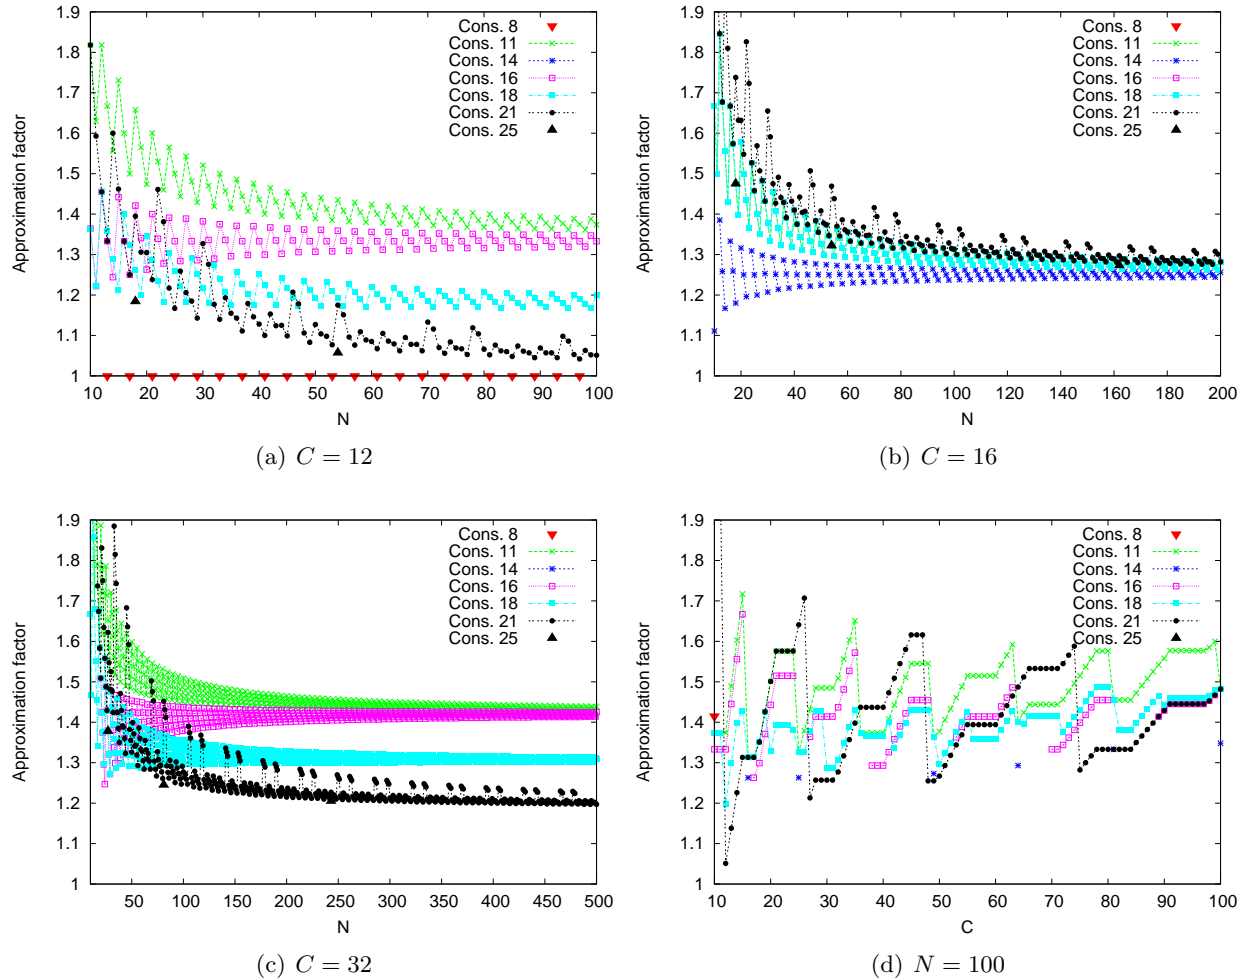 1.9
1.8
1.7
1.6
1.5
1.4
1.3
1.2
1.1
1
Approximation factor
10 20 30 40 50 60 70 80 90 100
N
Cons. 8
Cons. 11
Cons. 14
Cons. 16
Cons. 18
Cons. 21
Cons. 25
(a) C = 12
1.9
1.8
1.7
1.6
1.5
1.4
1.3
1.2
1.1
1
Approximation factor
20 40 60 80 100 120 140 160 180 200
N
Cons. 8
Cons. 11
Cons. 14
Cons. 16
Cons. 18
Cons. 21
Cons. 25
(b) C = 16
1.9
1.8
1.7
1.6
1.5
1.4
1.3
1.2
1.1
1
Approximation factor
50 100 150 200 250 300 350 400 450 500
N
Cons. 8
Cons. 11
Cons. 14
Cons. 16
Cons. 18
Cons. 21
Cons. 25
(c) C = 32
1.9
1.8
1.7
1.6
1.5
1.4
1.3
1.2
1.1
1
Approximation factor
10 20 30 40 50 60 70 80 90 100
C
Cons. 8
Cons. 11
Cons. 14
Cons. 16
Cons. 18
Cons. 21
Cons. 25
(d) N = 100